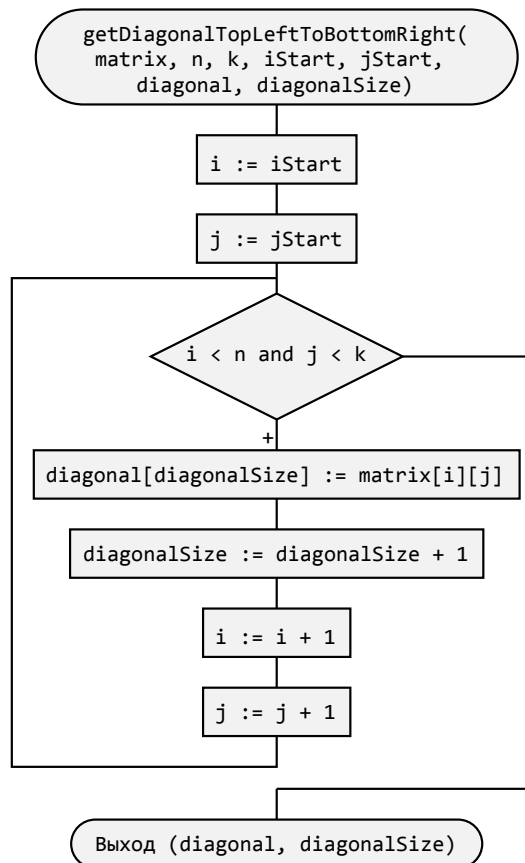 getDiagonalTopLeftToBottomRight(
matrix, n, k, iStart, jStart,
diagonal, diagonalSize)
i := iStart
j := jStart
i < n and j < k
+
diagonal[diagonalSize] := matrix[i][j]
diagonalSize := diagonalSize + 1
i := i + 1
j := j + 1
Выход (diagonal, diagonalSize)